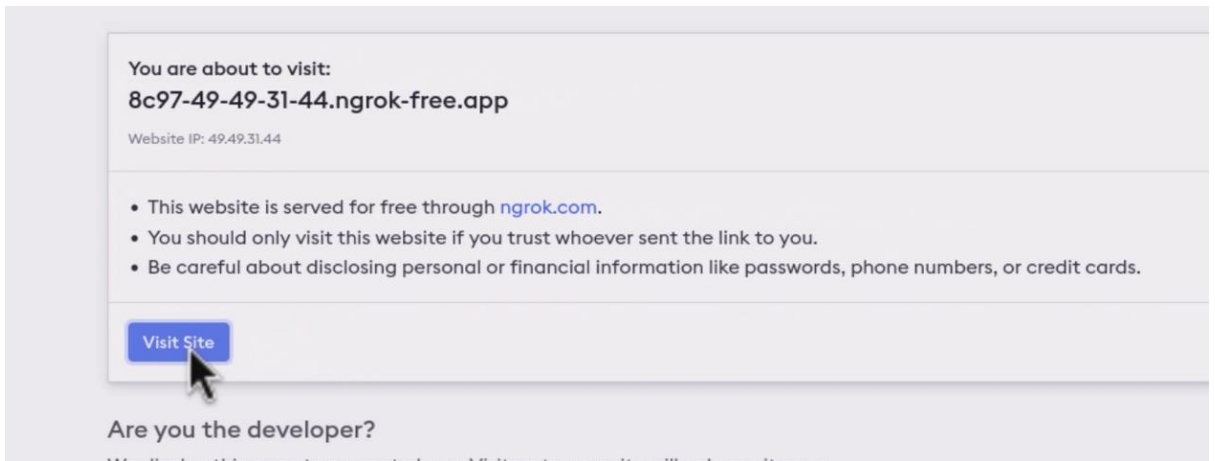 You are about to visit:
8c97-49-49-31-44.ngrok-free.app
Website IP: 49.49.31.44
• This website is served for free through ngrok.com.
• You should only visit this website if you trust whoever sent the link to you.
• Be careful about disclosing personal or financial information like passwords, phone numbers, or credit cards.
Visit Site
Are you the developer?